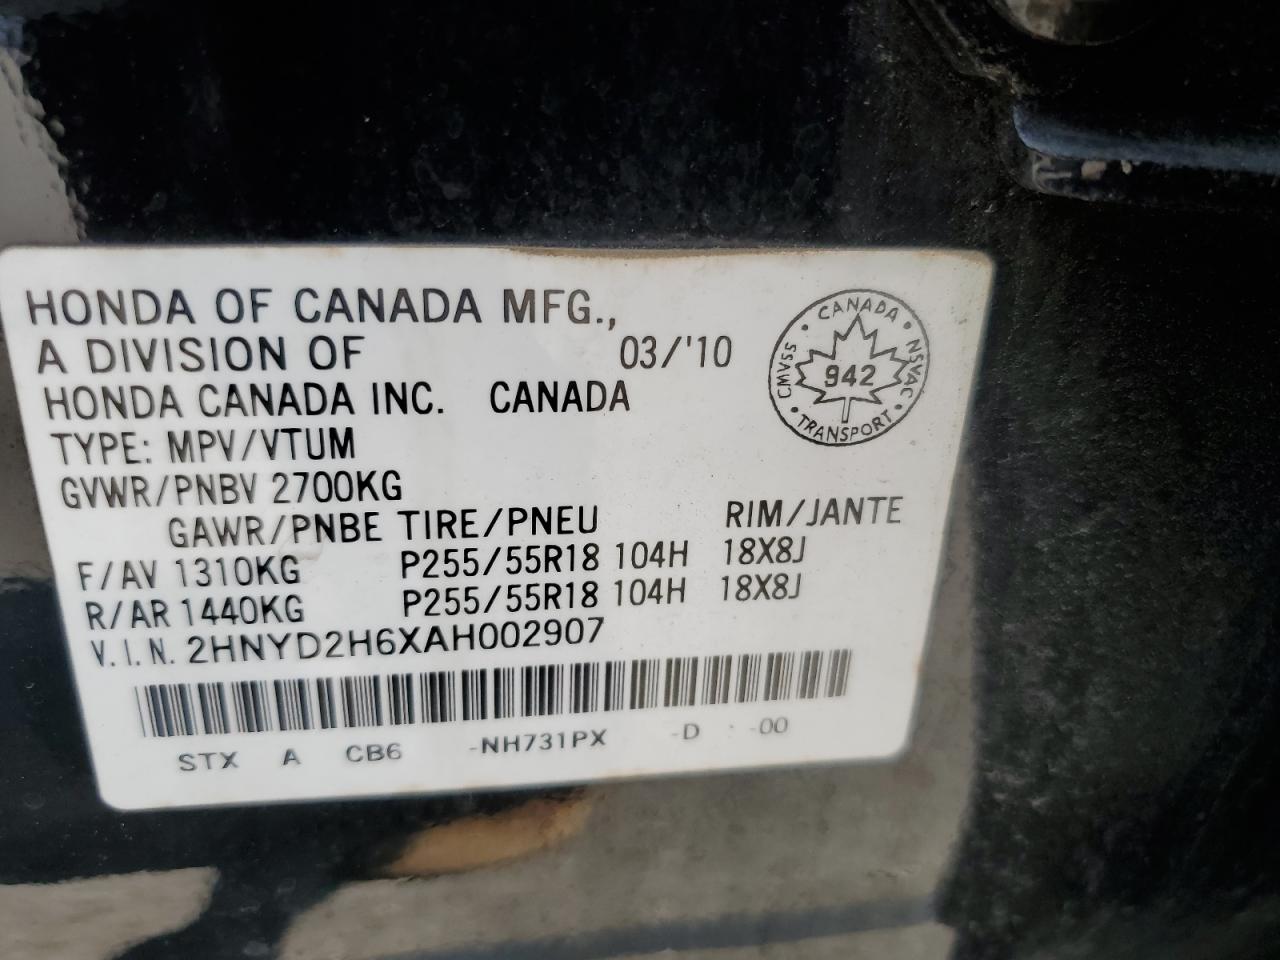 HONDA OF CANADA MFG.,
A DIVISION OF 03/'10
HONDA CANADA INC. CANADA
CANADA · NSVAC · TRANSPORT · CMVSS ·
942
TYPE: MPV/VTUM
GVWR/PNBV 2700KG
GAWR/PNBE TIRE/PNEU RIM/JANTE
F/AV 1310KG P255/55R18 104H 18X8J
R/AR 1440KG P255/55R18 104H 18X8J
V.I.N. 2HNYD2H6XAH002907
STX A CB6 -NH731PX -D : -00